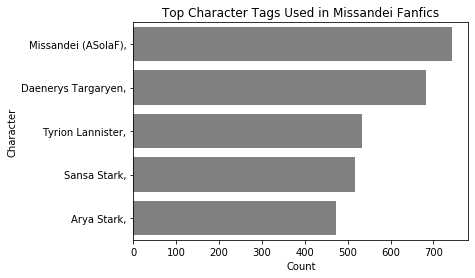 Top Character Tags Used in Missandei Fanfics
Character
Missandei (ASoIaF),
Daenerys Targaryen,
Tyrion Lannister,
Sansa Stark,
Arya Stark,
0 100 200 300 400 500 600 700
Count